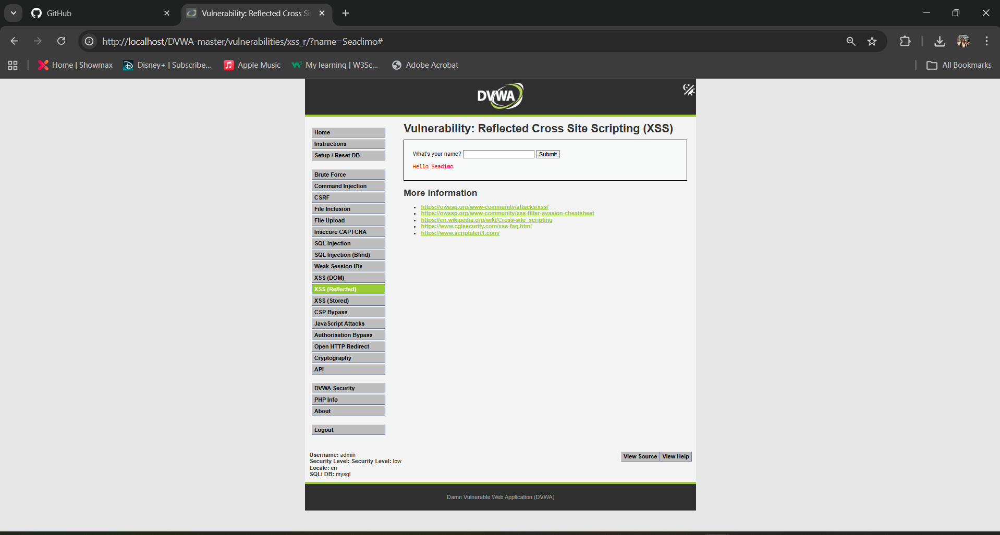 GitHub
Vulnerability: Reflected Cross Si
http://localhost/DVWA-master/vulnerabilities/xss_r/?name=Seadimo#
Home | Showmax
Disney+ | Subscribe...
Apple Music
My learning | W3Sc...
Adobe Acrobat
All Bookmarks
DVWA
Home
Instructions
Setup / Reset DB
Brute Force
Command Injection
CSRF
File Inclusion
File Upload
Insecure CAPTCHA
SQL Injection
SQL Injection (Blind)
Weak Session IDs
XSS (DOM)
XSS (Reflected)
XSS (Stored)
CSP Bypass
JavaScript Attacks
Authorisation Bypass
Open HTTP Redirect
Cryptography
API
DVWA Security
PHP Info
About
Logout
Vulnerability: Reflected Cross Site Scripting (XSS)
What's your name? Submit
Hello Seadimo
More Information
https://owasp.org/www-community/attacks/xss/
https://owasp.org/www-community/xss-filter-evasion-cheatsheet
https://en.wikipedia.org/wiki/Cross-site_scripting
https://www.cgisecurity.com/xss-faq.html
https://www.scriptalert1.com/
Username: admin
Security Level: Security Level: low
Locale: en
SQLi DB: mysql
View Source View Help
Damn Vulnerable Web Application (DVWA)